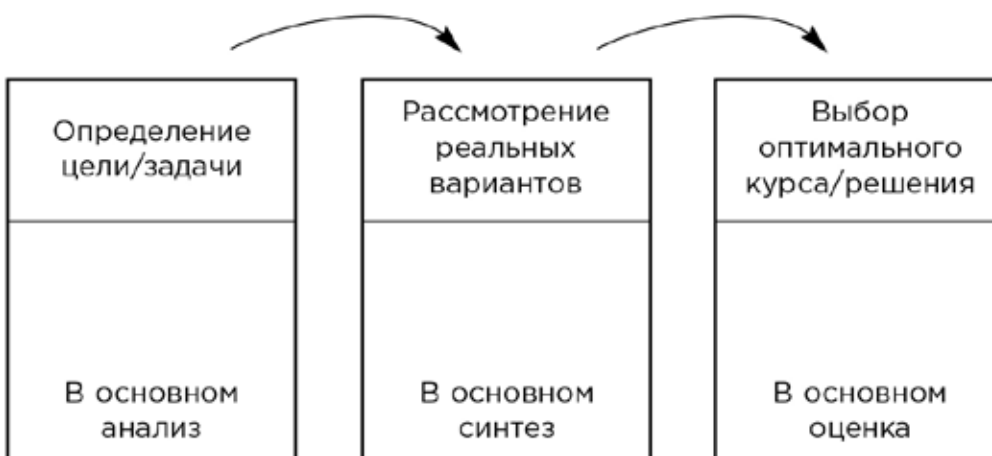 Определение
цели/задачи
Рассмотрение
реальных
вариантов
Выбор
оптимального
курса/решения
В основном
анализ
В основном
синтез
В основном
оценка